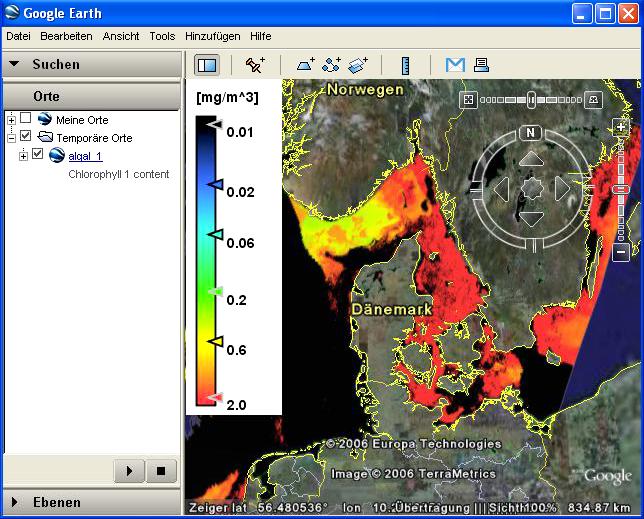 Google Earth
Datei Bearbeiten Ansicht Tools Hinzufügen Hilfe
Suchen
Orte
Meine Orte
Temporäre Orte
algal_1
Chlorophyll 1 content
Ebenen
[mg/m^3]
0.01
0.02
0.06
0.2
0.6
2.0
Norwegen
N
Dänemark
© 2006 Europa Technologies
Image © 2006 TerraMetrics
Google
Zeiger lat 56.480536° lon 10. Übertragung ||| 100% 834.87 km